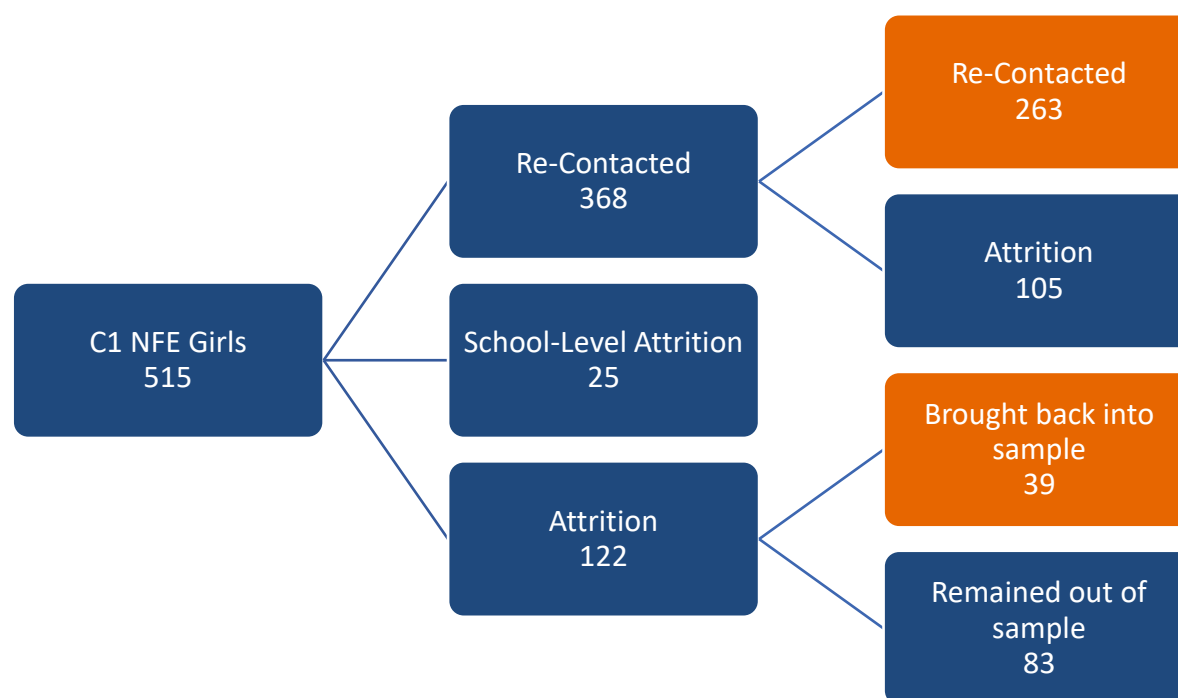 C1 NFE Girls
515
Re-Contacted
368
School-Level Attrition
25
Attrition
122
Re-Contacted
263
Attrition
105
Brought back into
sample
39
Remained out of
sample
83